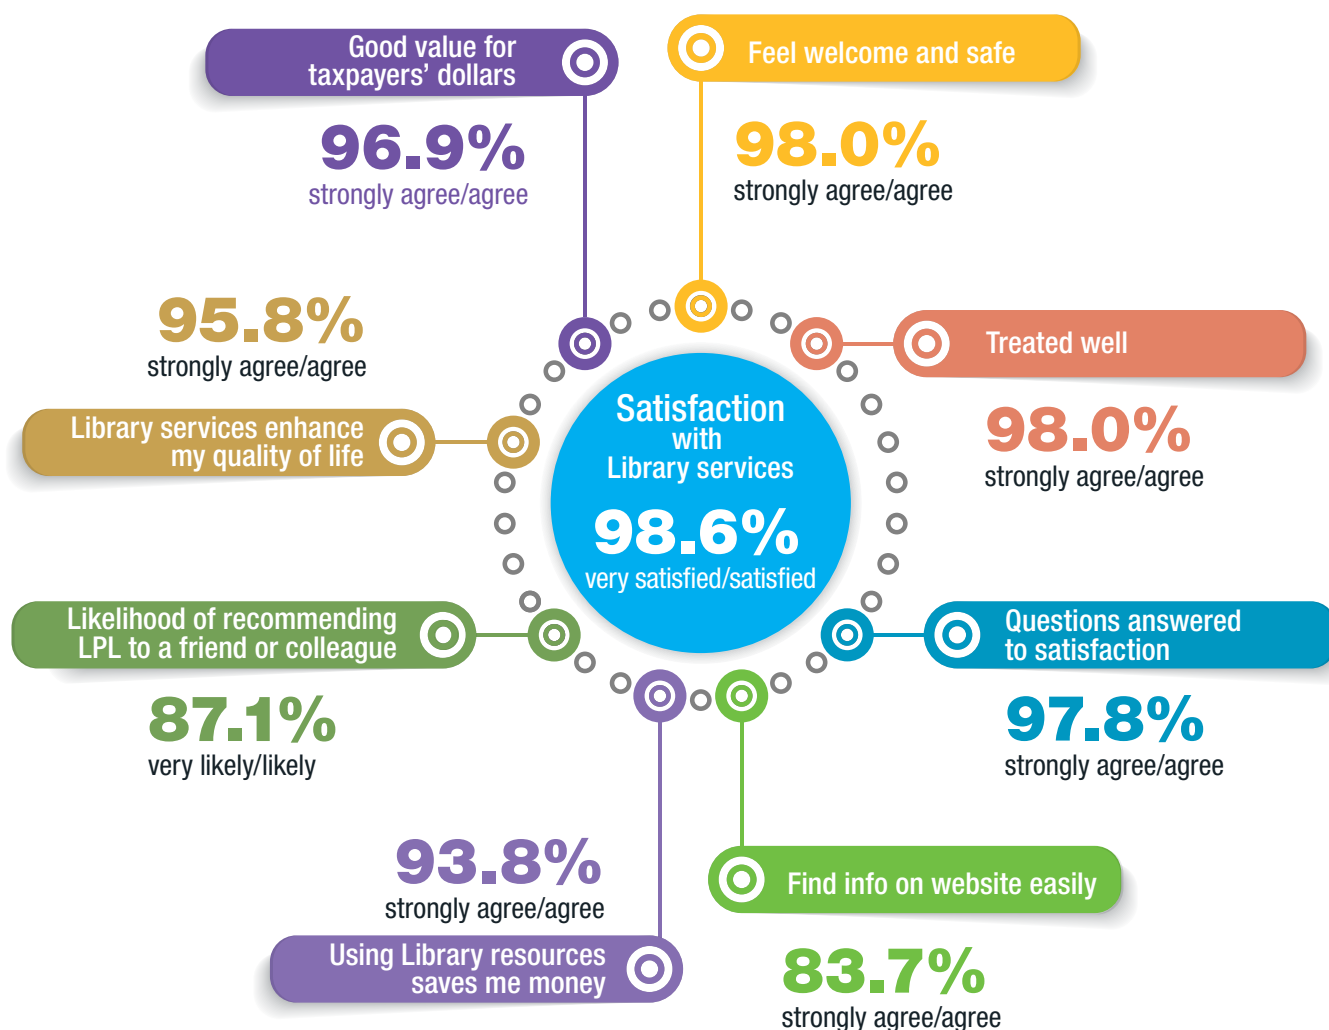 Good value for
taxpayers' dollars
96.9%
strongly agree/agree
Feel welcome and safe
98.0%
strongly agree/agree
95.8%
strongly agree/agree
Library services enhance
my quality of life
Treated well
98.0%
strongly agree/agree
Satisfaction
with
Library services
98.6%
very satisfied/satisfied
Likelihood of recommending
LPL to a friend or colleague
87.1%
very likely/likely
Questions answered
to satisfaction
97.8%
strongly agree/agree
93.8%
strongly agree/agree
Using Library resources
saves me money
Find info on website easily
83.7%
strongly agree/agree